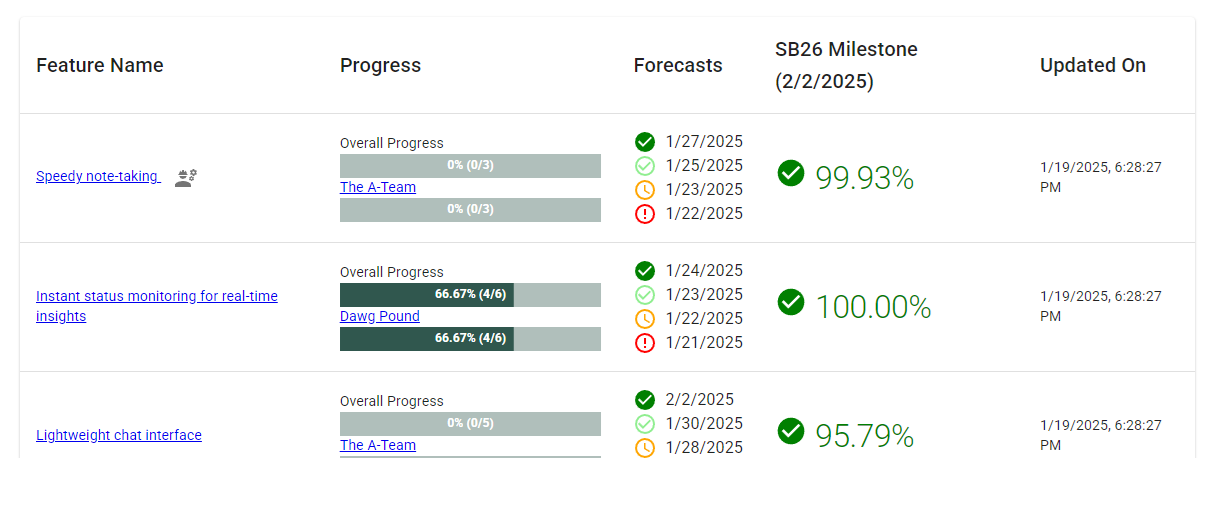 Feature Name
Progress
Forecasts
SB26 Milestone
(2/2/2025)
Updated On
Speedy note-taking
Overall Progress
0% (0/3)
The A-Team
0% (0/3)
1/27/2025
1/25/2025
1/23/2025
1/22/2025
99.93%
1/19/2025, 6:28:27
PM
Instant status monitoring for real-time
insights
Overall Progress
66.67% (4/6)
Dawg Pound
66.67% (4/6)
1/24/2025
1/23/2025
1/22/2025
1/21/2025
100.00%
1/19/2025, 6:28:27
PM
Lightweight chat interface
Overall Progress
0% (0/5)
The A-Team
2/2/2025
1/30/2025
1/28/2025
95.79%
1/19/2025, 6:28:27
PM